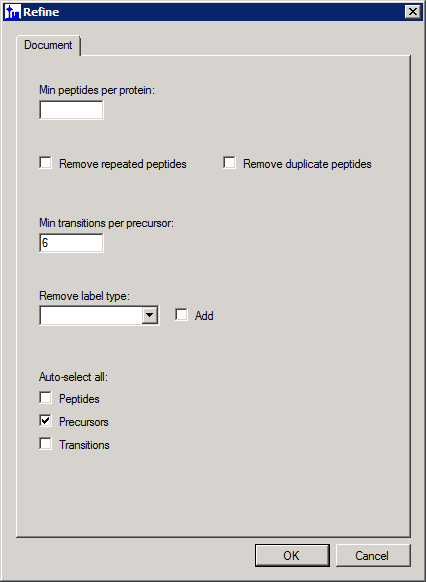 Refine
Document
Min peptides per protein:
Remove repeated peptides
Remove duplicate peptides
Min transitions per precursor:
6
Remove label type:
Add
Auto-select all:
Peptides
Precursors
Transitions
OK
Cancel